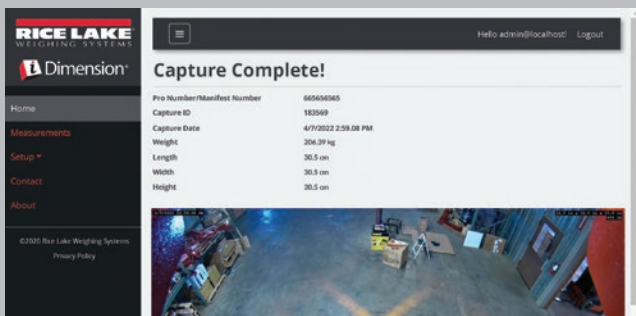 RICE LAKE
WEIGHING SYSTEMS
iDimension+
Home
Measurements
Setup
Contact
About
©2020 Rice Lake Weighing Systems
Privacy Policy
Hello admin@localhost! Logout
Capture Complete!
Pro Number/Manifest Number 665656565
Capture ID 183569
Capture Date 4/7/2022 2:59.08 PM
Weight 206.39 kg
Length 30.5 cm
Width 30.5 cm
Height 30.5 cm